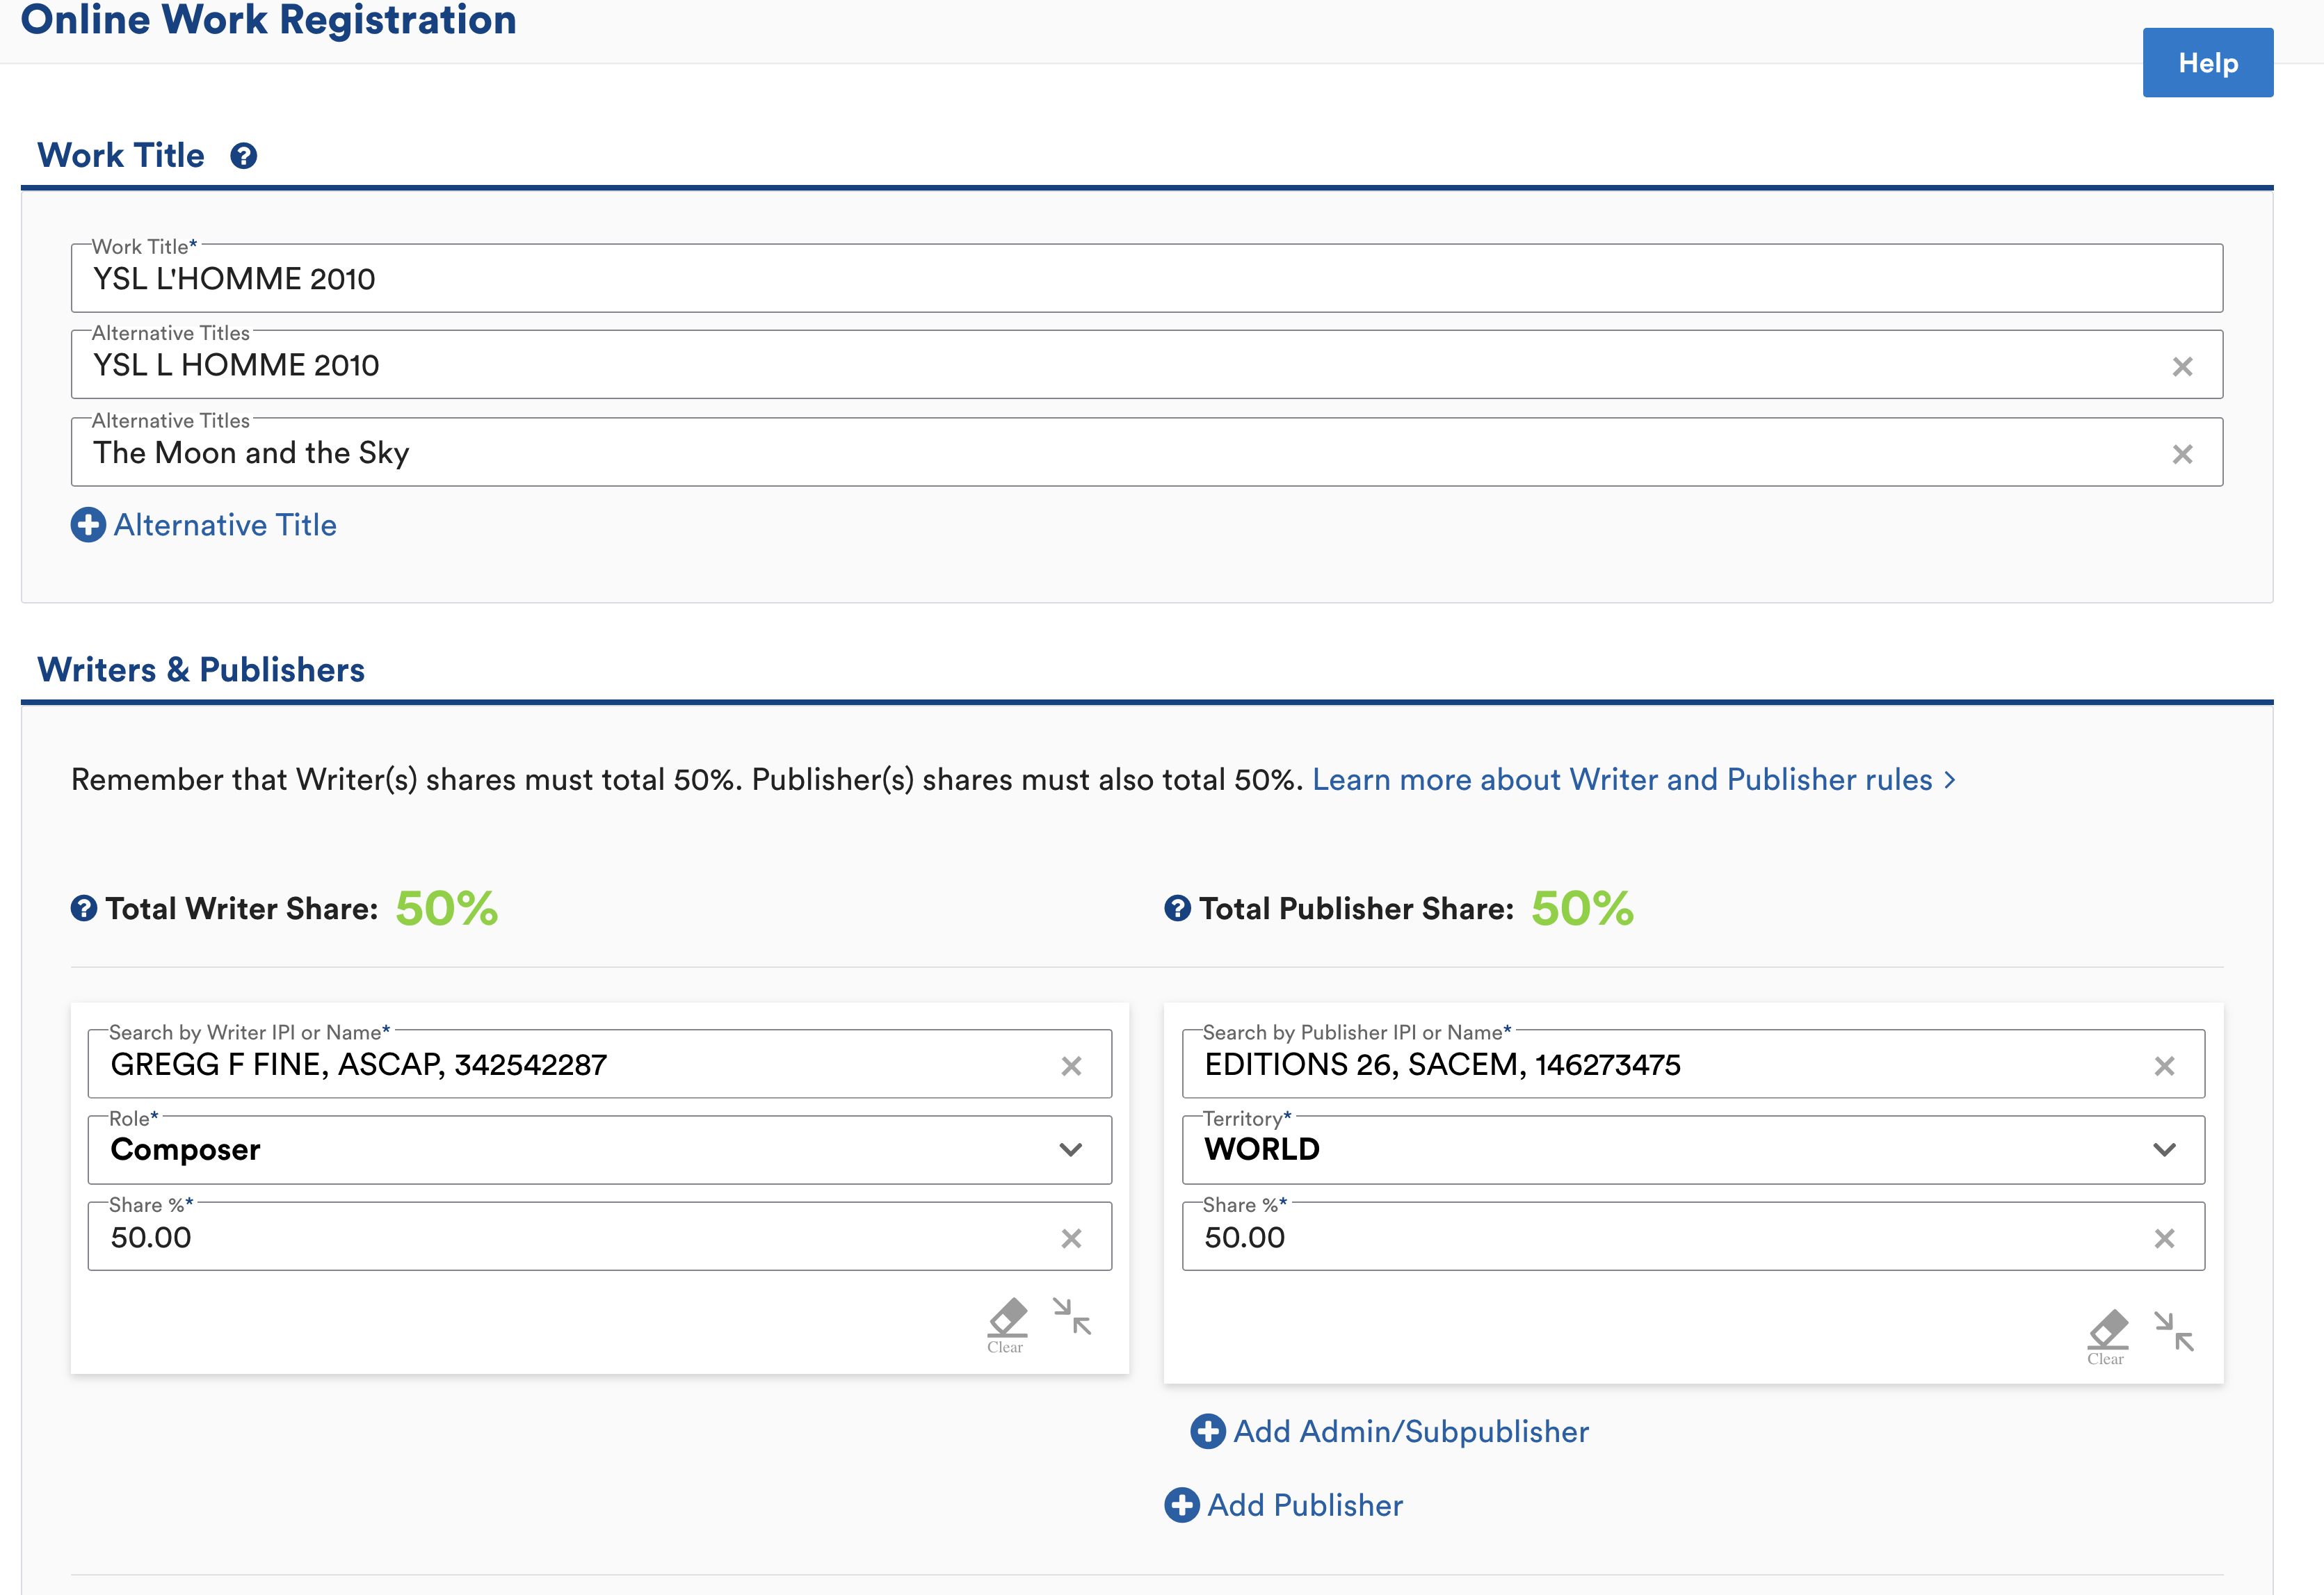 Online Work Registration
Help
Work Title
Work Title*
YSL L'HOMME 2010
Alternative Titles
YSL L HOMME 2010
Alternative Titles
The Moon and the Sky
Alternative Title
Writers & Publishers
Remember that Writer(s) shares must total 50%. Publisher(s) shares must also total 50%. Learn more about Writer and Publisher rules >
Total Writer Share: 50%
Total Publisher Share: 50%
Search by Writer IPI or Name*
GREGG F FINE, ASCAP, 342542287
Role*
Composer
Share %*
50.00
Clear
Search by Publisher IPI or Name*
EDITIONS 26, SACEM, 146273475
Territory*
WORLD
Share %*
50.00
Clear
Add Admin/Subpublisher
Add Publisher